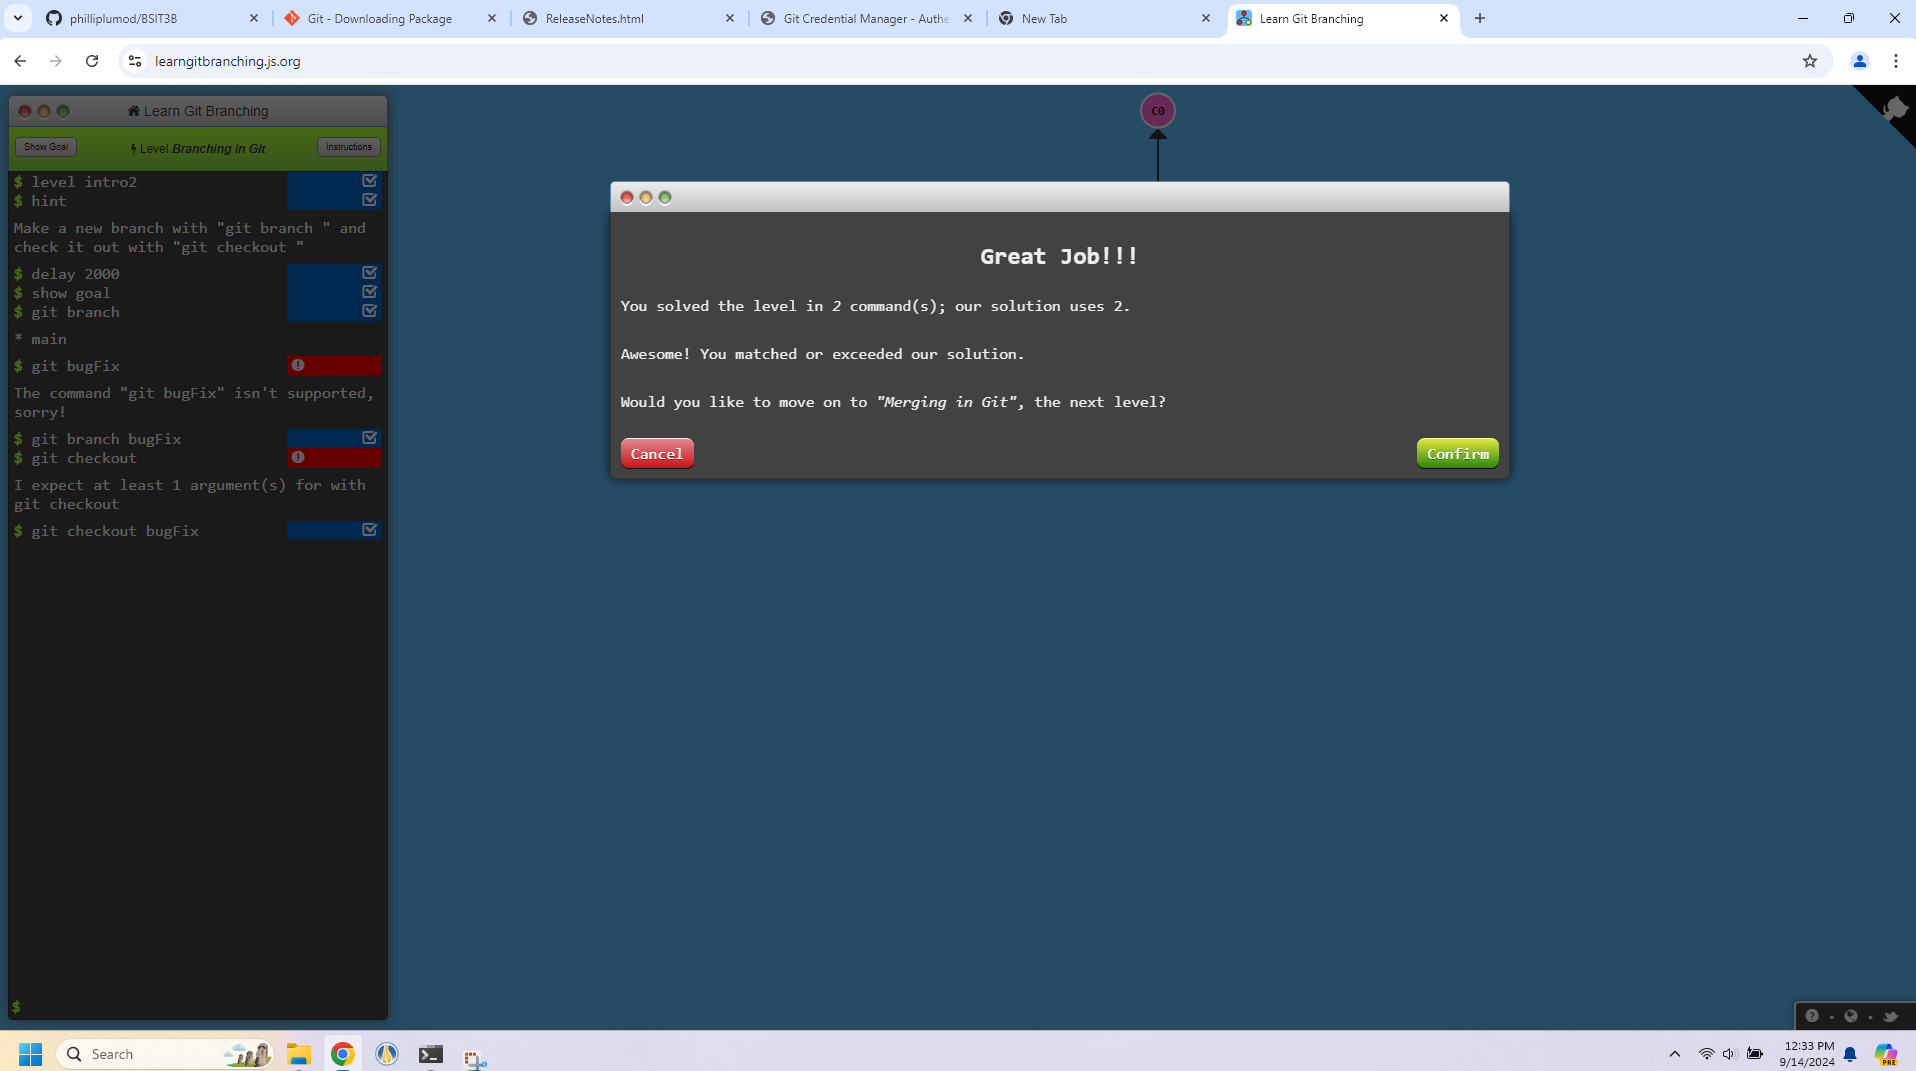 philliplumod/BSIT3B
Git - Downloading Package
ReleaseNotes.html
Git Credential Manager - Authe
New Tab
Learn Git Branching
learngitbranching.js.org
Learn Git Branching
Show Goal
Level Branching in Git
Instructions
$ level intro2
$ hint
Make a new branch with "git branch " and
check it out with "git checkout "
$ delay 2000
$ show goal
$ git branch
* main
$ git bugFix
The command "git bugFix" isn't supported,
sorry!
$ git branch bugFix
$ git checkout
I expect at least 1 argument(s) for with
git checkout
$ git checkout bugFix
$
C0
Great Job!!!
You solved the level in 2 command(s); our solution uses 2.
Awesome! You matched or exceeded our solution.
Would you like to move on to "Merging in Git", the next level?
Cancel
Confirm
Search
12:33 PM
9/14/2024
PRE